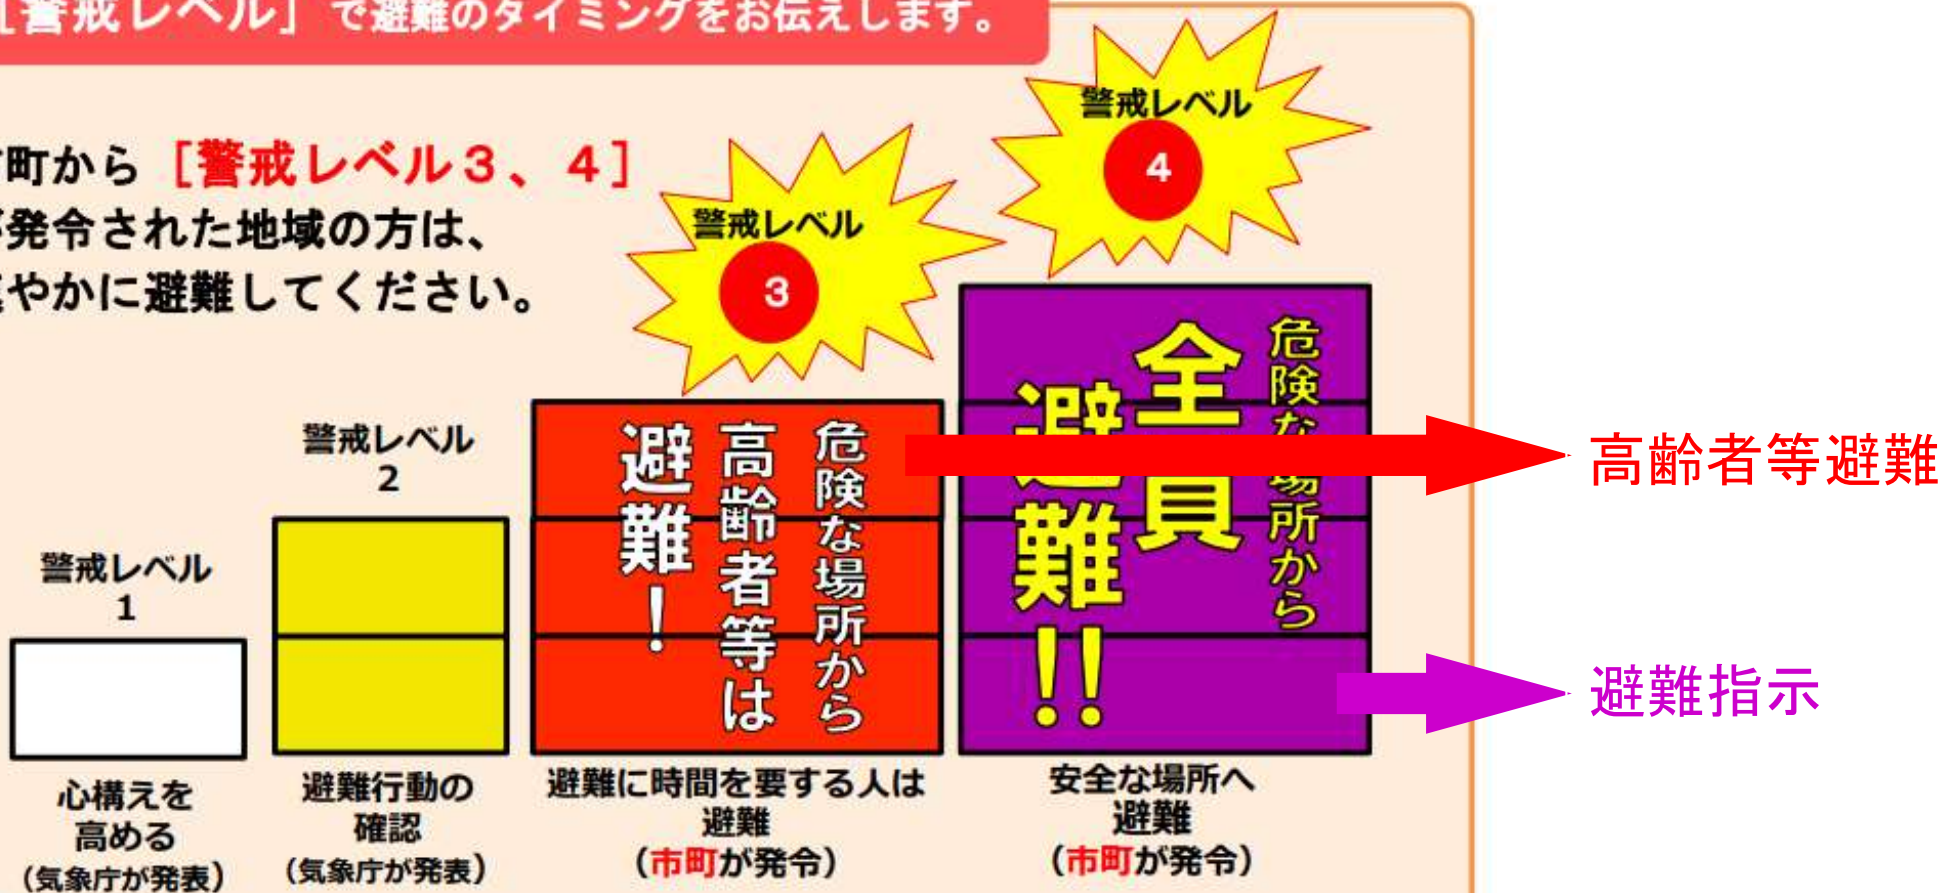 ［警戒レベル］で避難のタイミングをお伝えします。
町から［警戒レベル３、４］
発令された地域の方は、
やかに避難してください。
警戒レベル
4
警戒レベル
3
警戒レベル
2
警戒レベル
1
危険な場所から
高齢者等は
避難！
危険な場所から
全員
避難!!
高齢者等避難
避難指示
心構えを
高める
（気象庁が発表）
避難行動の
確認
（気象庁が発表）
避難に時間を要する人は
避難
（市町が発令）
安全な場所へ
避難
（市町が発令）